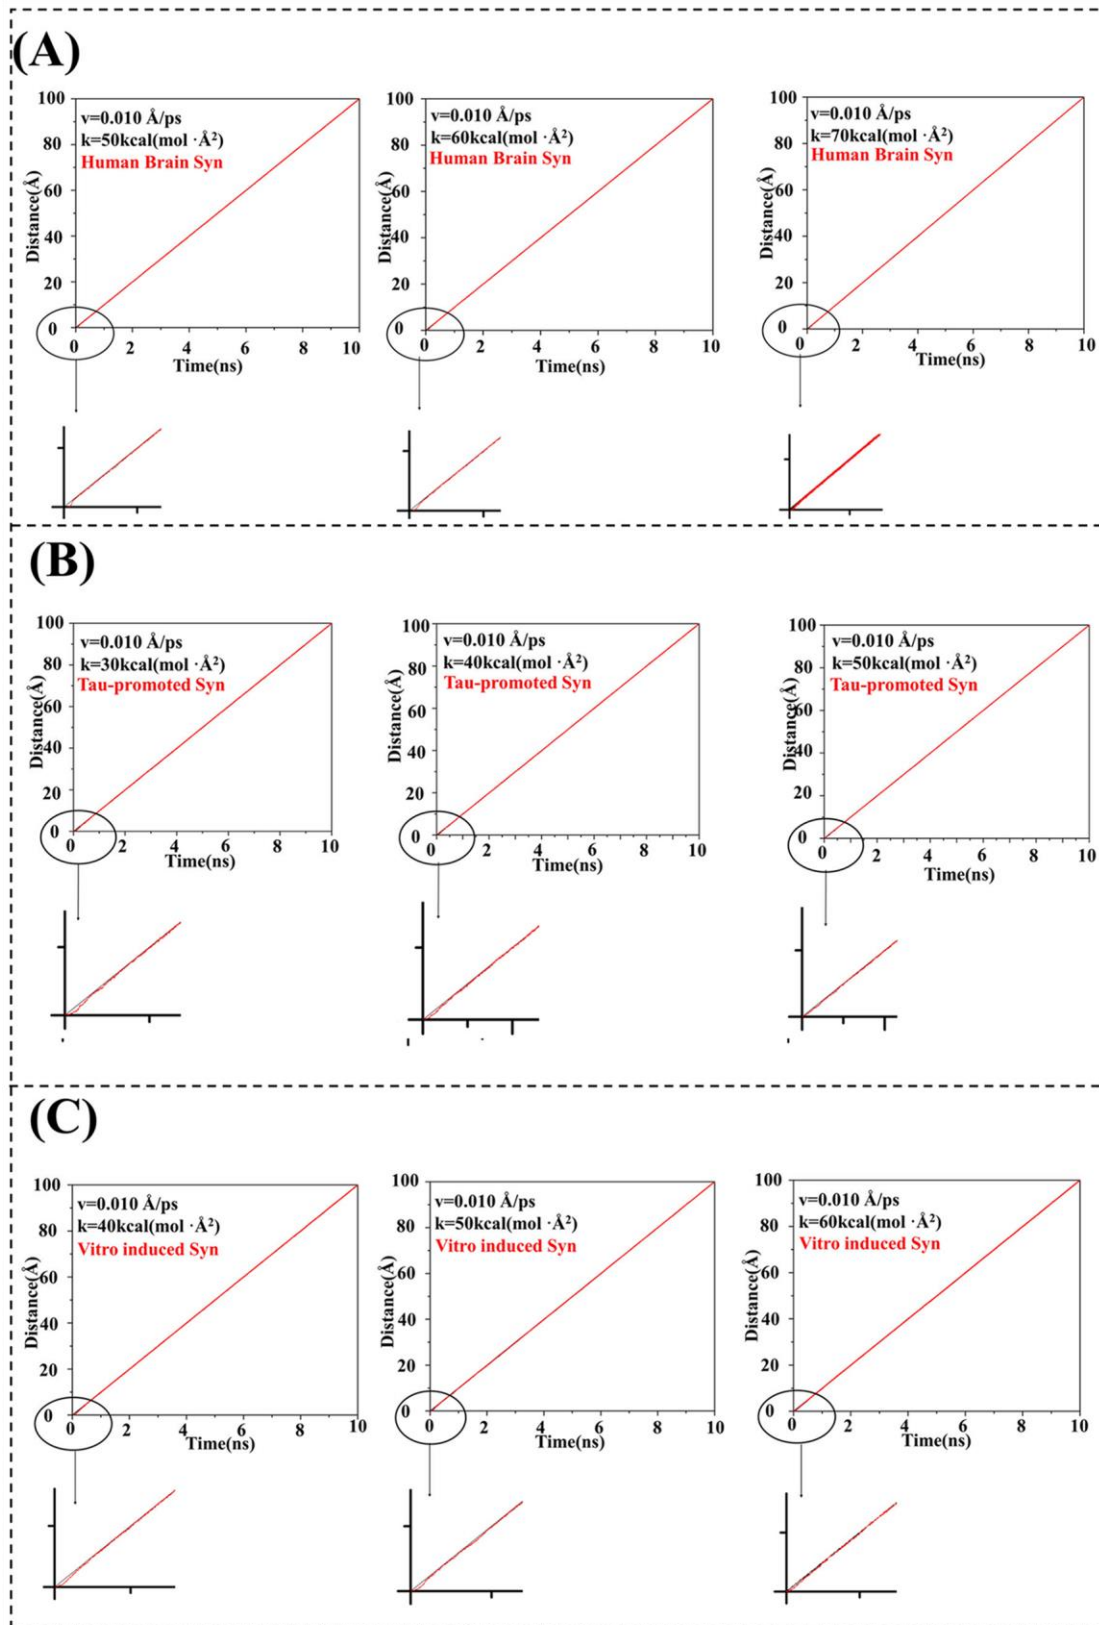 (A)
100
80
60
40
20
0
Distance(Å)
v=0.010 Å/ps
k=50kcal(mol ·Å²)
Human Brain Syn
0 2 4 6 8 10
Time(ns)
100
80
60
40
20
0
Distance(Å)
v=0.010 Å/ps
k=60kcal(mol ·Å²)
Human Brain Syn
0 2 4 6 8 10
Time(ns)
100
80
60
40
20
0
Distance(Å)
v=0.010 Å/ps
k=70kcal(mol ·Å²)
Human Brain Syn
0 2 4 6 8 10
Time(ns)
(B)
100
80
60
40
20
0
Distance(Å)
v=0.010 Å/ps
k=30kcal(mol ·Å²)
Tau-promoted Syn
0 2 4 6 8 10
Time(ns)
100
80
60
40
20
0
Distance(Å)
v=0.010 Å/ps
k=40kcal(mol ·Å²)
Tau-promoted Syn
0 2 4 6 8 10
Time(ns)
100
80
60
40
20
0
Distance(Å)
v=0.010 Å/ps
k=50kcal(mol ·Å²)
Tau-promoted Syn
0 2 4 6 8 10
Time(ns)
(C)
100
80
60
40
20
0
Distance(Å)
v=0.010 Å/ps
k=40kcal(mol ·Å²)
Vitro induced Syn
0 2 4 6 8 10
Time(ns)
100
80
60
40
20
0
Distance(Å)
v=0.010 Å/ps
k=50kcal(mol ·Å²)
Vitro induced Syn
0 2 4 6 8 10
Time(ns)
100
80
60
40
20
0
Distance(Å)
v=0.010 Å/ps
k=60kcal(mol ·Å²)
Vitro induced Syn
0 2 4 6 8 10
Time(ns)